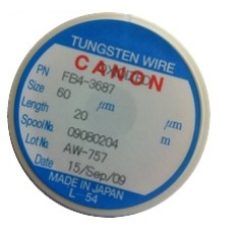 TUNGSTEN WIRE
CANON
PN FB4-3687
Size 60 μm
Length 20 μm
Spool No. 09080204 m
Lot No. AW-757
Date 15/Sep/09
MADE IN JAPAN
L-54